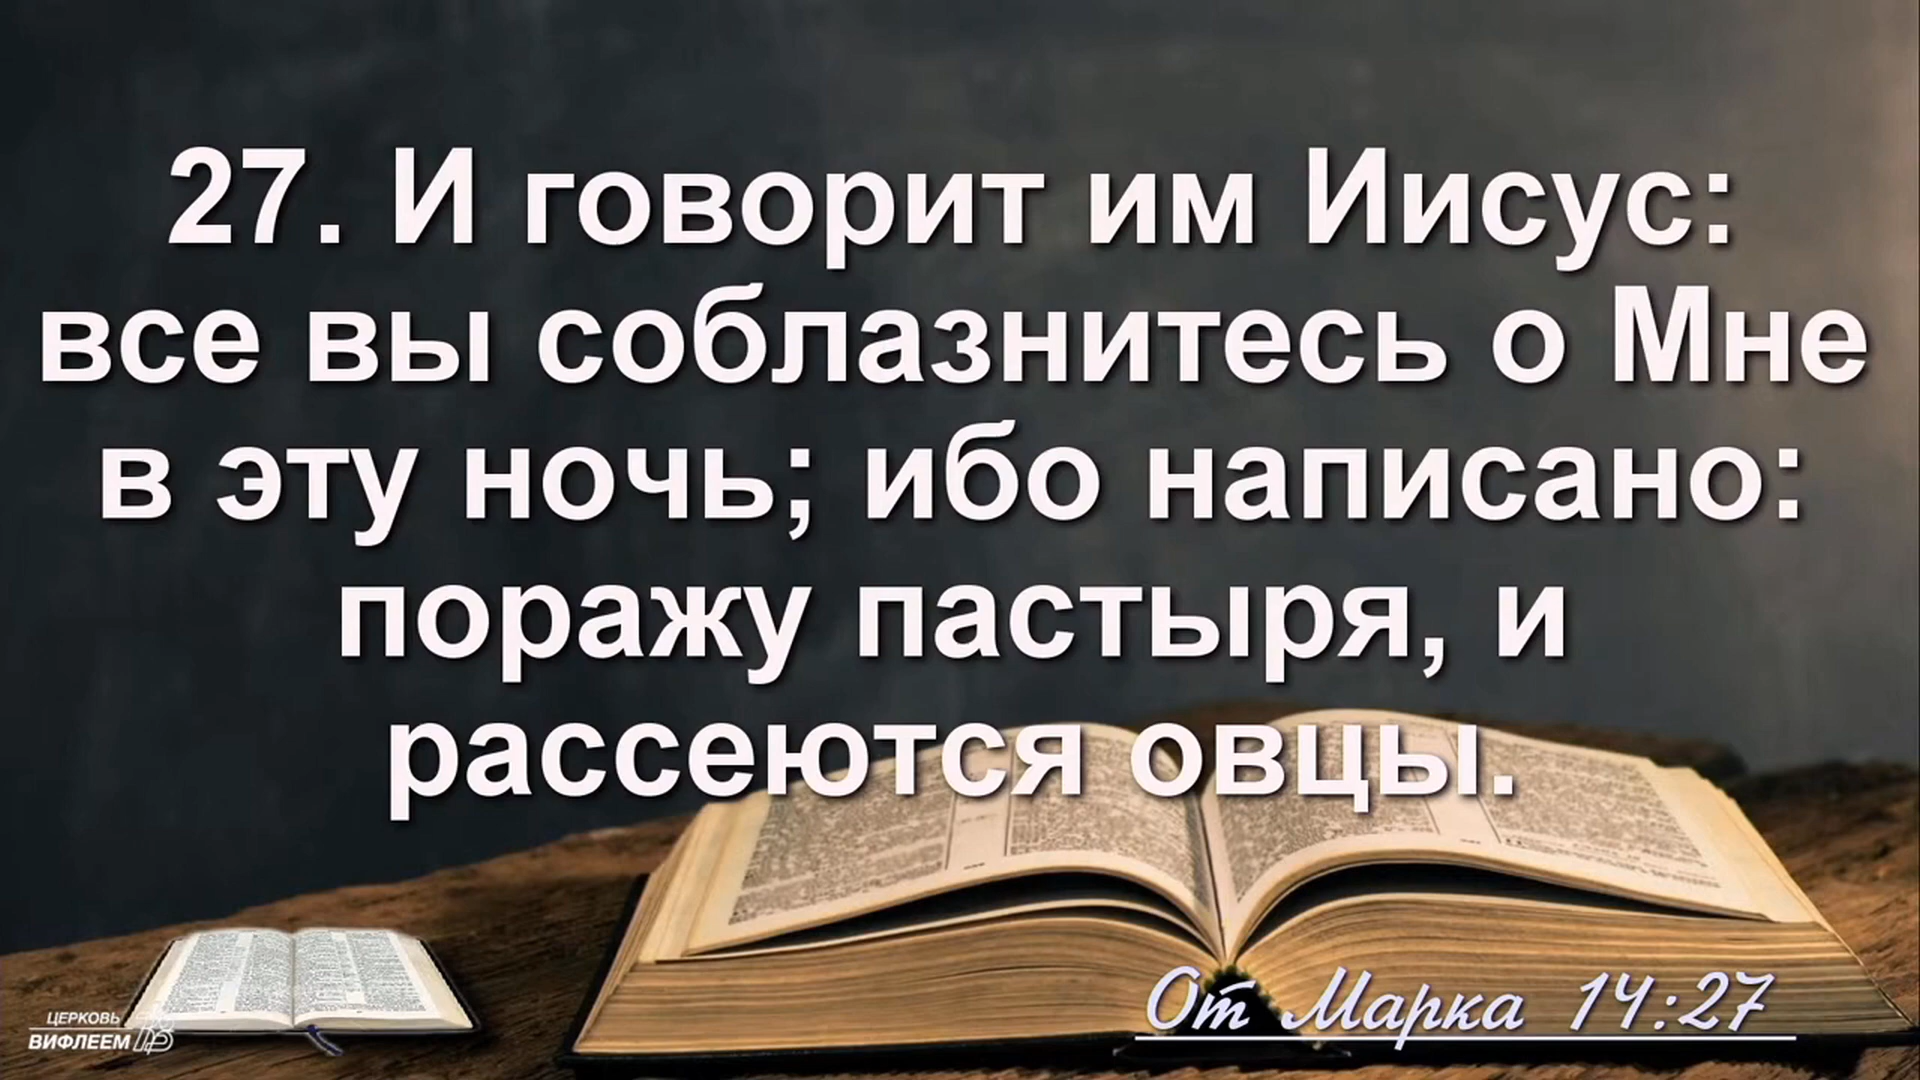 27. И говорит им Иисус:
все вы соблазнитесь о Мне
в эту ночь; ибо написано:
поражу пастыря, и
рассеются овцы.
От Марка 14:27
ЦЕРКОВЬ
ВИФЛЕЕМ